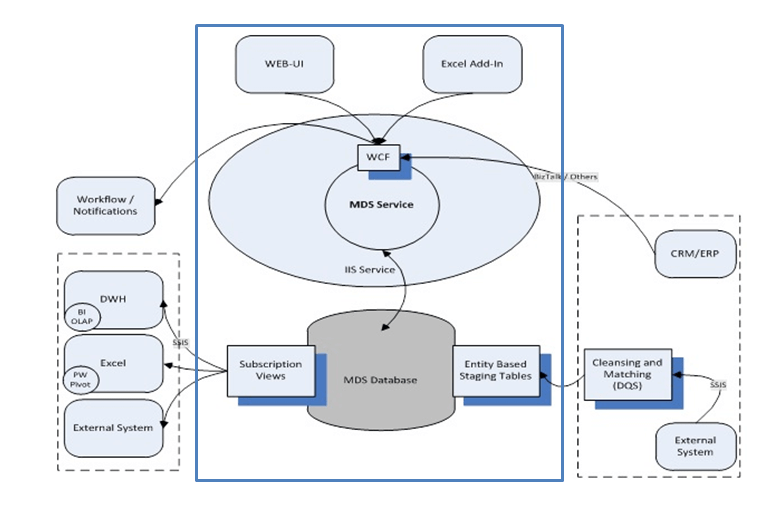 WEB-UI
Excel Add-In
WCF
BizTalk / Others
Workflow /
Notifications
MDS Service
CRM/ERP
IIS Service
DWH
BI
OLAP
SSIS
Excel
PW
Pivot
External System
Subscription
Views
MDS Database
Entity Based
Staging Tables
Cleansing and
Matching
(DQS)
SSIS
External
System